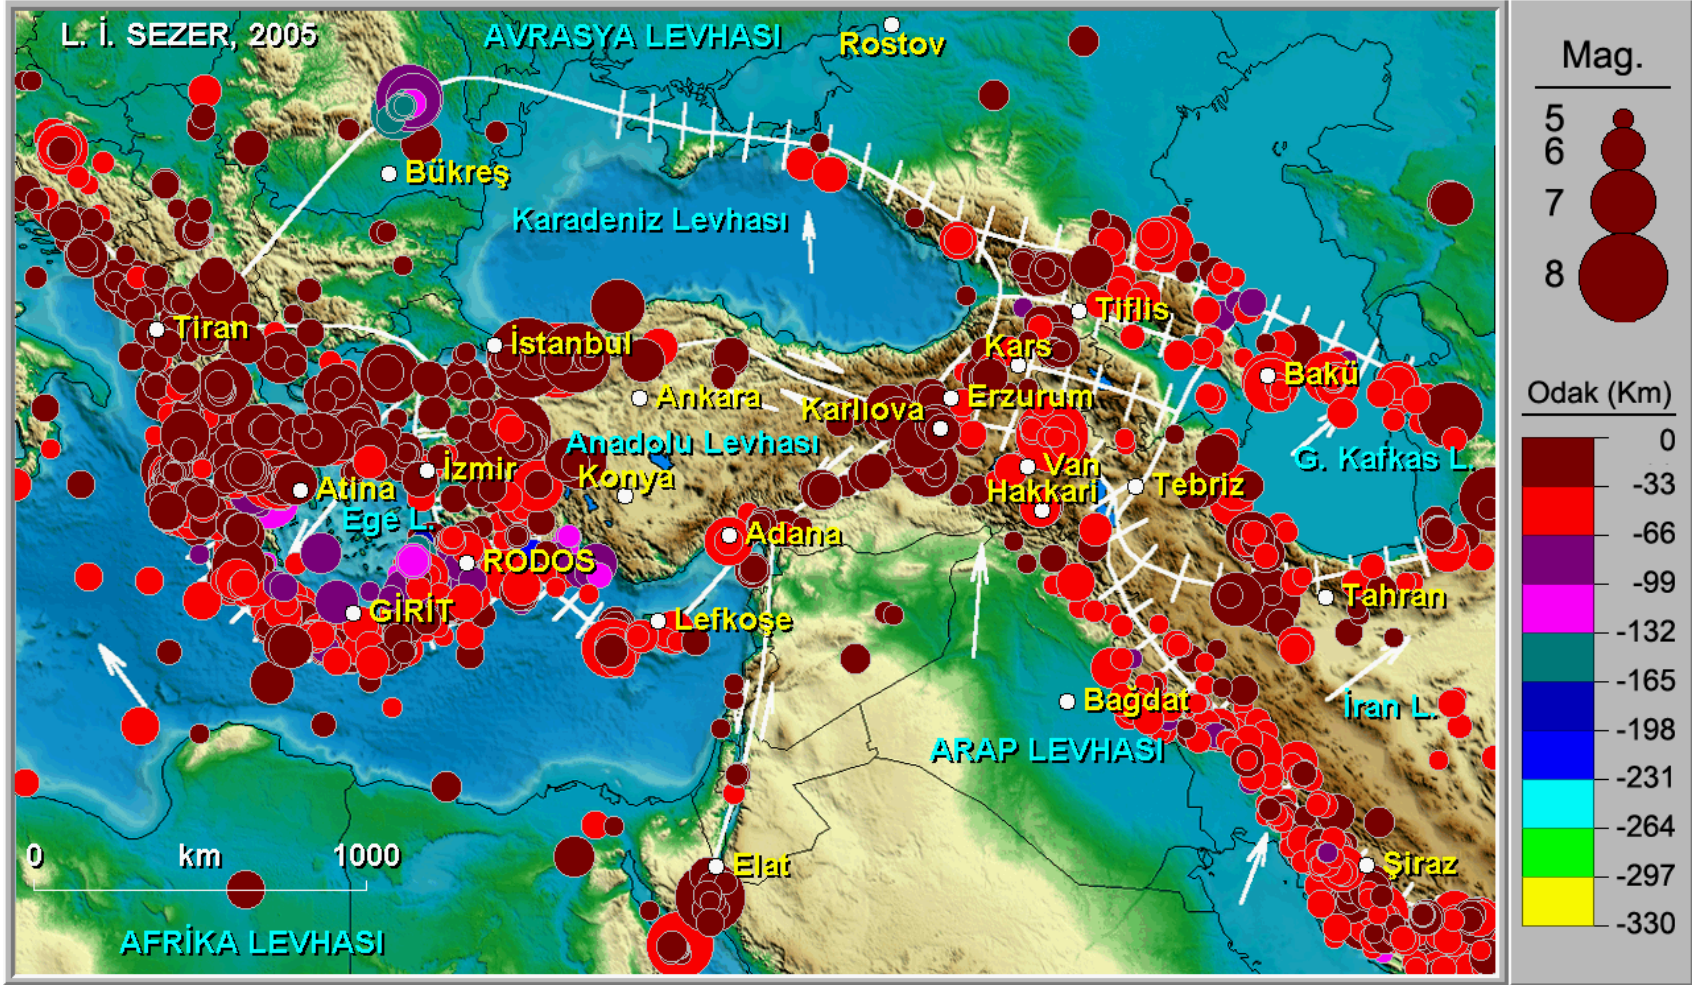 L. İ. SEZER, 2005
AVRASYA LEVHASI
Rostov
Bükreş
Karadeniz Levhası
Tiran
İstanbul
Tiflis
Kars
Bakü
Ankara
Karlıova
Erzurum
Anadolu Levhası
G. Kafkas L.
İzmir
Konya
Van
Hakkari
Tebriz
Atina
Ege L.
Adana
RODOS
GİRİT
Lefkoşe
Tahran
Bağdat
İran L.
ARAP LEVHASI
0 km 1000
Elat
Şiraz
AFRİKA LEVHASI
Mag.
5
6
7
8
Odak (Km)
0
-33
-66
-99
-132
-165
-198
-231
-264
-297
-330